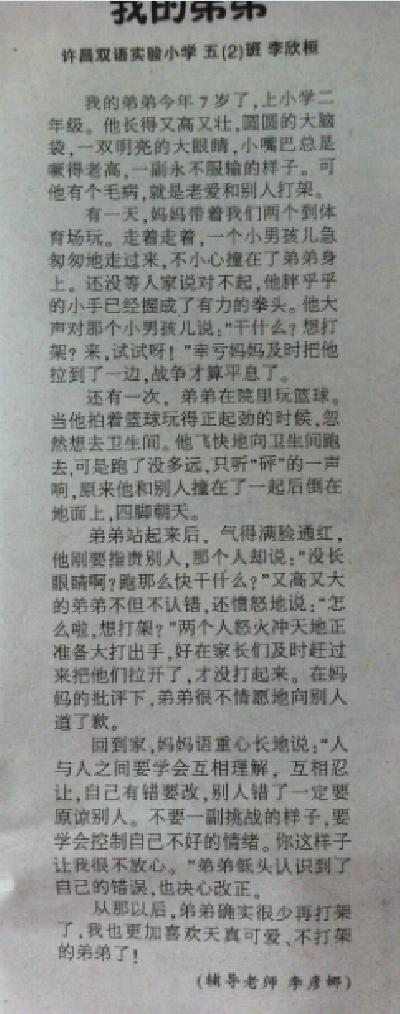 我的弟弟
许昌双语实验小学 五(2)班 李欣桓
我的弟弟今年7岁了,上小学二
年级。他长得又高又壮,圆圆的大脑
袋,一双明亮的大眼睛,小嘴巴总是
噘得老高,一副永不服输的样子。可
他有个毛病,就是老爱和别人打架。
有一天,妈妈带着我们两个到体
育场玩。走着走着,一个小男孩儿急
匆匆地走过来,不小心撞在了弟弟身
上。还没等人家说对不起,他胖乎乎
的小手已经握成了有力的拳头。他大
声对那个小男孩儿说:“干什么?想打
架?来,试试呀!”幸亏妈妈及时把他
拉到了一边,战争才算平息了。
还有一次,弟弟在院里玩篮球。
当他拍着篮球玩得正起劲的时候,忽
然想去卫生间。他飞快地向卫生间跑
去,可是跑了没多远,只听“砰”的一声
响,原来他和别人撞在了一起后倒在
地面上,四脚朝天。
弟弟站起来后,气得满脸通红,
他刚要指责别人,那个人却说:“没长
眼睛啊?跑那么快干什么?”又高又大
的弟弟不但不认错,还愤怒地说:“怎
么啦,想打架?”两个人怒火冲天地正
准备大打出手,好在家长们及时赶过
来把他们拉开了,才没打起来。在妈
妈的批评下,弟弟很不情愿地向别人
道了歉。
回到家,妈妈语重心长地说:“人
与人之间要学会互相理解,互相忍
让,自己有错要改,别人错了一定要
原谅别人。不要一副挑战的样子,要
学会控制自己不好的情绪。你这样子
让我很不放心。”弟弟低头认识到了
自己的错误,也决心改正。
从那以后,弟弟确实很少再打架
了,我也更加喜欢天真可爱、不打架
的弟弟了!
(辅导老师 李彦娜)